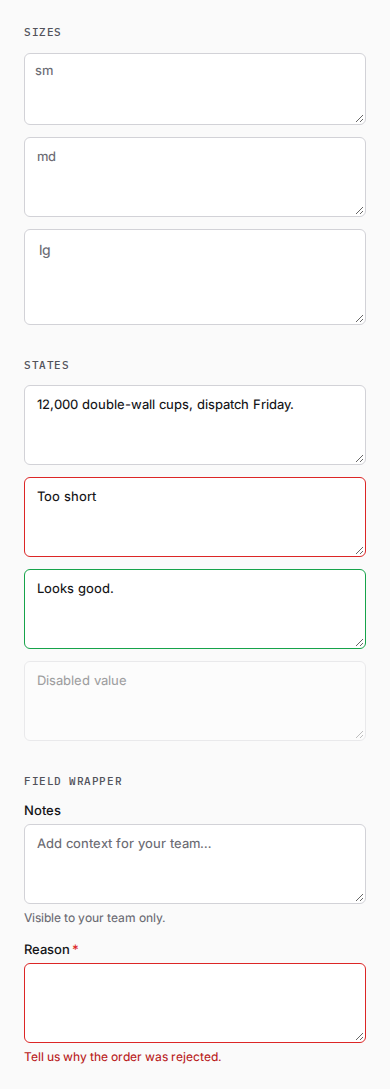 SIZES
sm
md
lg
STATES
12,000 double-wall cups, dispatch Friday.
Too short
Looks good.
Disabled value
FIELD WRAPPER
Notes
Add context for your team...
Visible to your team only.
Reason *
Tell us why the order was rejected.